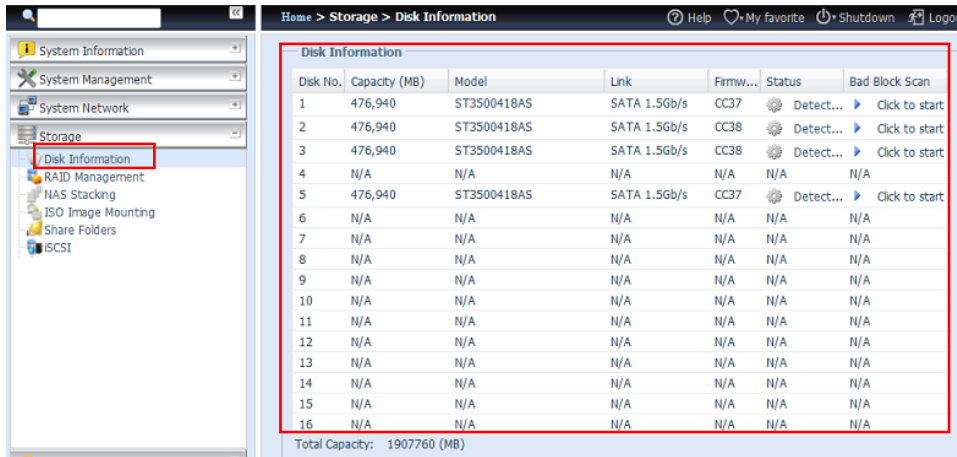 Home > Storage > Disk Information
Help My favorite Shutdown Logo
System Information
System Management
System Network
Storage
Disk Information
RAID Management
NAS Stacking
ISO Image Mounting
Share Folders
iSCSI
Disk Information
Disk No. Capacity (MB) Model Link Firmw... Status Bad Block Scan
1 476,940 ST3500418AS SATA 1.5Gb/s CC37 Detect... Click to start
2 476,940 ST3500418AS SATA 1.5Gb/s CC38 Detect... Click to start
3 476,940 ST3500418AS SATA 1.5Gb/s CC38 Detect... Click to start
4 N/A N/A N/A N/A N/A N/A
5 476,940 ST3500418AS SATA 1.5Gb/s CC37 Detect... Click to start
6 N/A N/A N/A N/A N/A N/A
7 N/A N/A N/A N/A N/A N/A
8 N/A N/A N/A N/A N/A N/A
9 N/A N/A N/A N/A N/A N/A
10 N/A N/A N/A N/A N/A N/A
11 N/A N/A N/A N/A N/A N/A
12 N/A N/A N/A N/A N/A N/A
13 N/A N/A N/A N/A N/A N/A
14 N/A N/A N/A N/A N/A N/A
15 N/A N/A N/A N/A N/A N/A
16 N/A N/A N/A N/A N/A N/A
Total Capacity: 1907760 (MB)